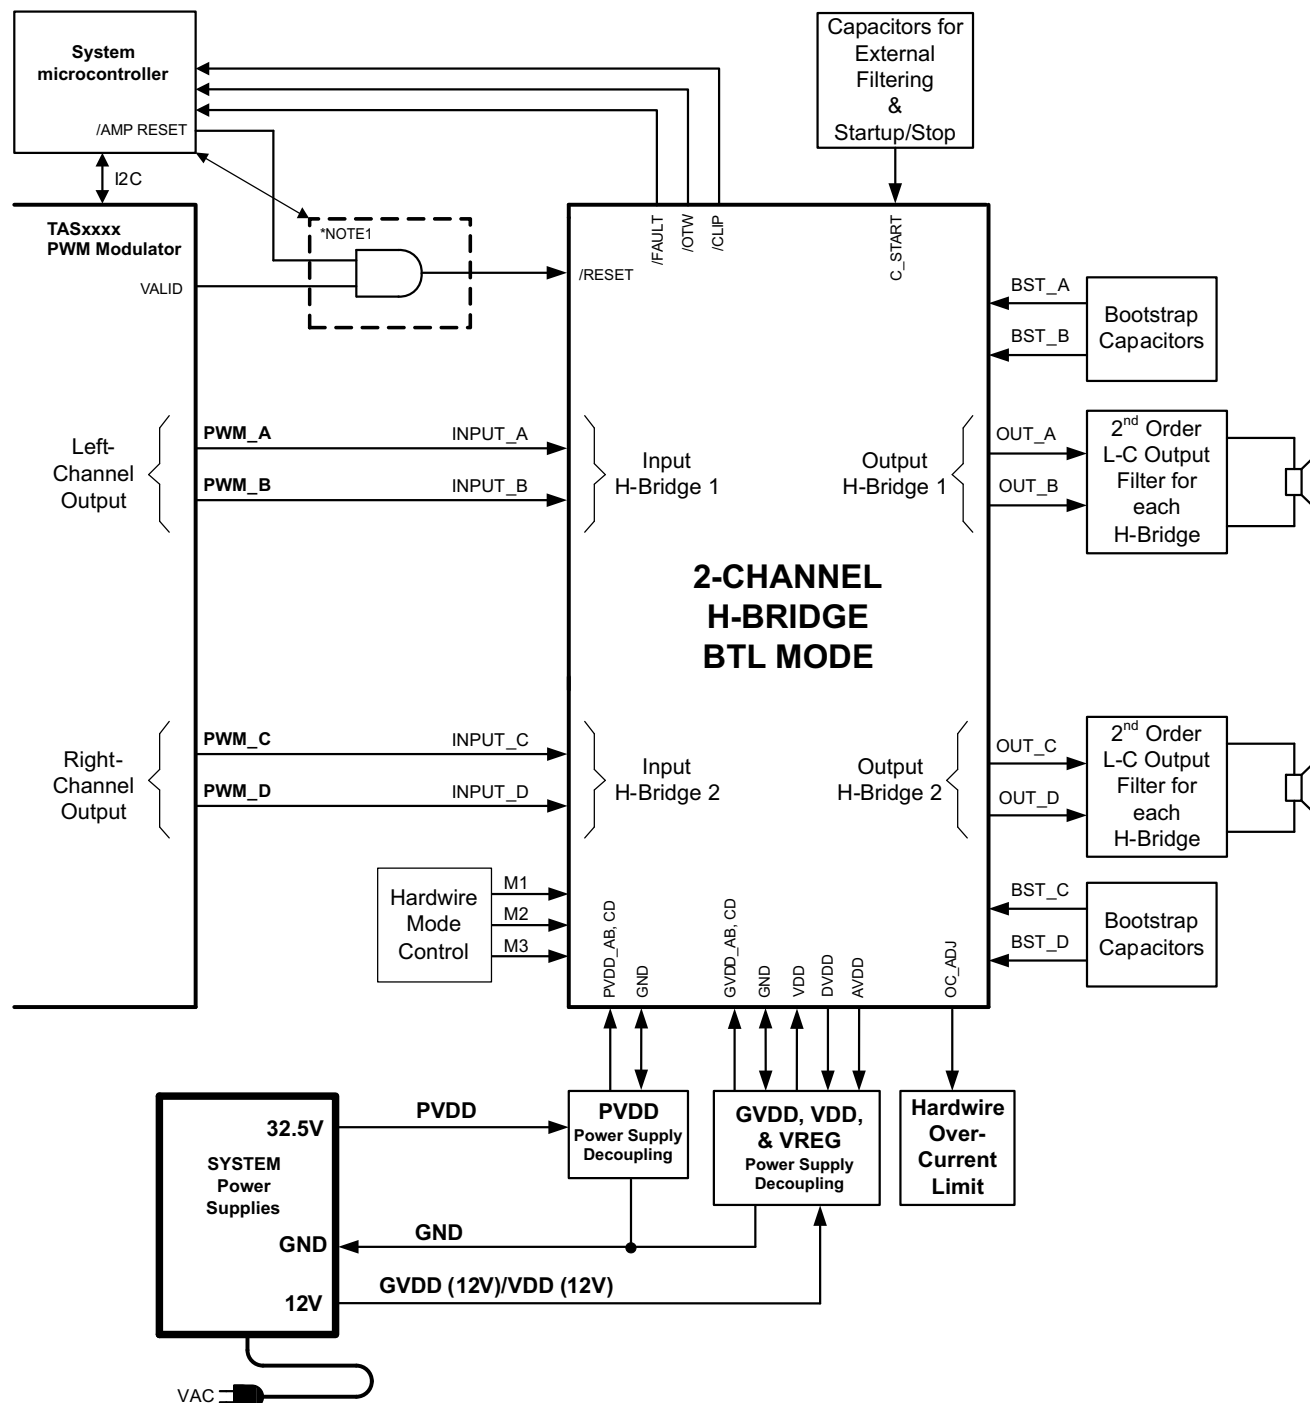 System
microcontroller
/AMP RESET
I2C
Capacitors for
External
Filtering
&
Startup/Stop
TASxxxx
PWM Modulator
VALID
*NOTE1
/RESET
/FAULT
/OTW
/CLIP
C_START
BST_A
BST_B
Bootstrap
Capacitors
Left-
Channel
Output
PWM_A
PWM_B
INPUT_A
INPUT_B
Input
H-Bridge 1
Output
H-Bridge 1
OUT_A
OUT_B
2nd Order
L-C Output
Filter for
each
H-Bridge
2-CHANNEL
H-BRIDGE
BTL MODE
Right-
Channel
Output
PWM_C
PWM_D
INPUT_C
INPUT_D
Input
H-Bridge 2
Output
H-Bridge 2
OUT_C
OUT_D
2nd Order
L-C Output
Filter for
each
H-Bridge
Hardwire
Mode
Control
M1
M2
M3
PVDD_AB, CD
GND
GVDD_AB, CD
GND
VDD
DVDD
AVDD
OC_ADJ
BST_C
BST_D
Bootstrap
Capacitors
32.5V
SYSTEM
Power
Supplies
GND
12V
PVDD
GND
GVDD (12V)/VDD (12V)
PVDD
Power Supply
Decoupling
GVDD, VDD,
& VREG
Power Supply
Decoupling
Hardwire
Over-
Current
Limit
VAC